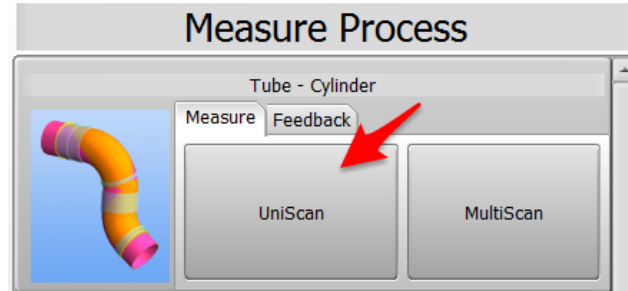 Measure Process
Tube - Cylinder
Measure Feedback
UniScan MultiScan